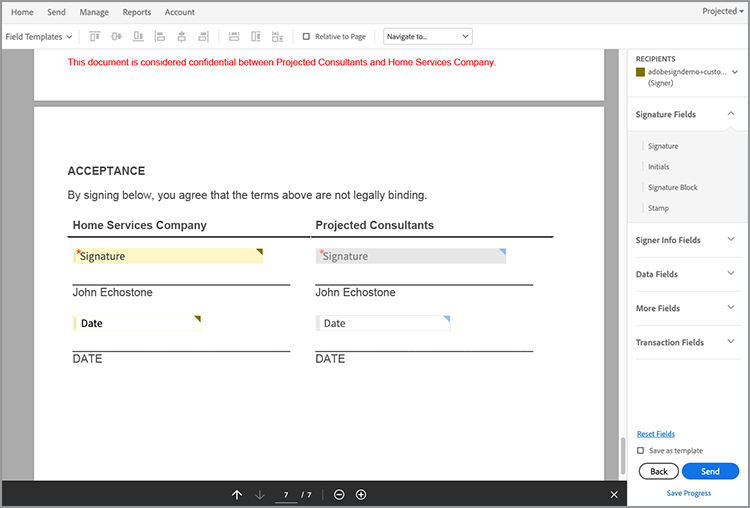 Home Send Manage Reports Account Projected
Field Templates Relative to Page Navigate to...
This document is considered confidential between Projected Consultants and Home Services Company.
ACCEPTANCE
By signing below, you agree that the terms above are not legally binding.
Home Services Company Projected Consultants
*Signature *Signature
John Echostone John Echostone
Date Date
DATE DATE
RECIPIENTS
adobesigndemo+custo...
(Signer)
Signature Fields
Signature
Initials
Signature Block
Stamp
Signer Info Fields
Data Fields
More Fields
Transaction Fields
Reset Fields
Save as template
Back Send
Save Progress
7 / 7